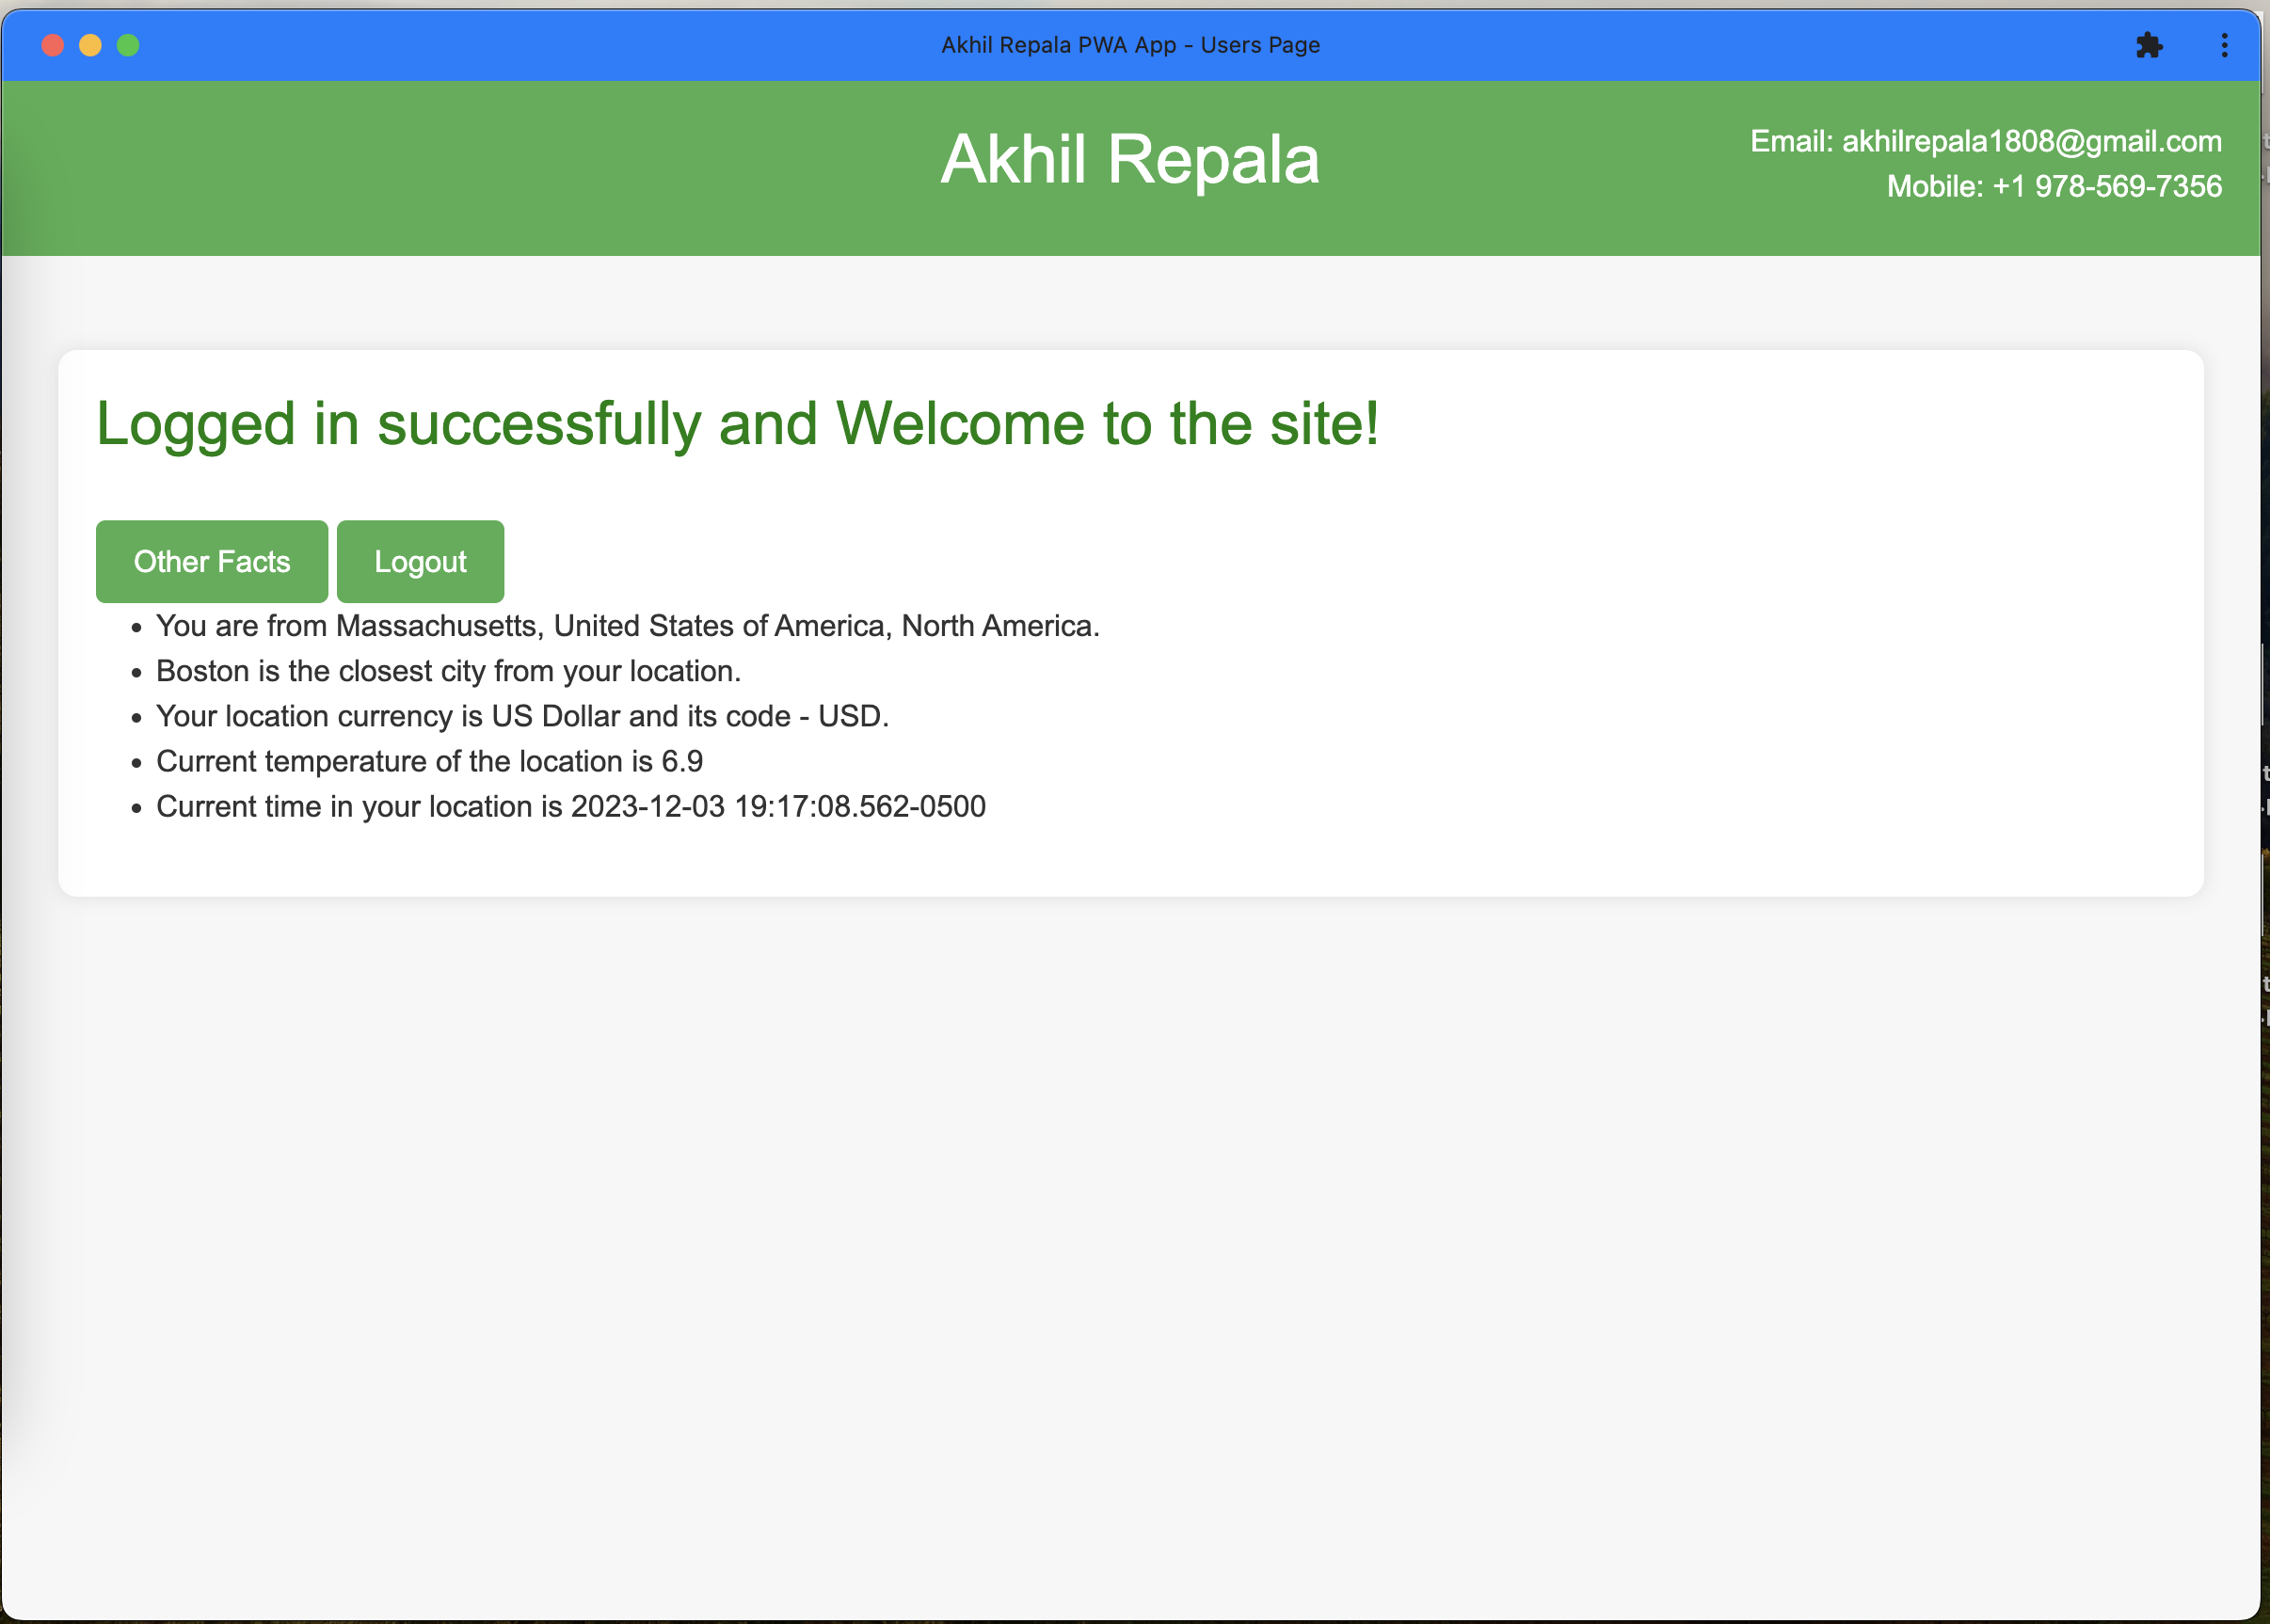 Akhil Repala PWA App - Users Page
Akhil Repala
Email: akhilrepala1808@gmail.com
Mobile: +1 978-569-7356
Logged in successfully and Welcome to the site!
Other Facts
Logout
You are from Massachusetts, United States of America, North America.
Boston is the closest city from your location.
Your location currency is US Dollar and its code - USD.
Current temperature of the location is 6.9
Current time in your location is 2023-12-03 19:17:08.562-0500